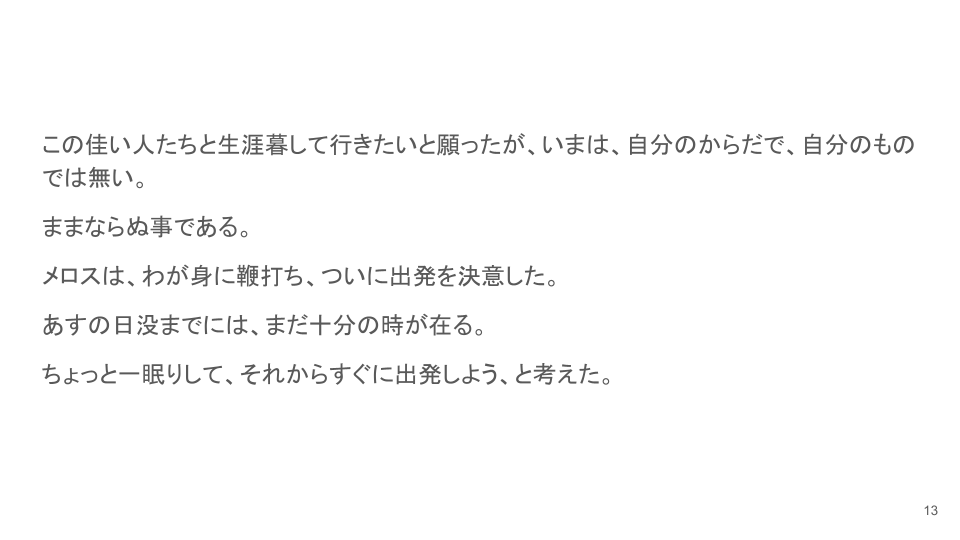 この佳い人たちと生涯暮して行きたいと願ったが、いまは、自分のからだで、自分のもの
では無い。
ままならぬ事である。
メロスは、わが身に鞭打ち、ついに出発を決意した。
あすの日没までには、まだ十分の時が在る。
ちょっと一眠りして、それからすぐに出発しよう、と考えた。
13